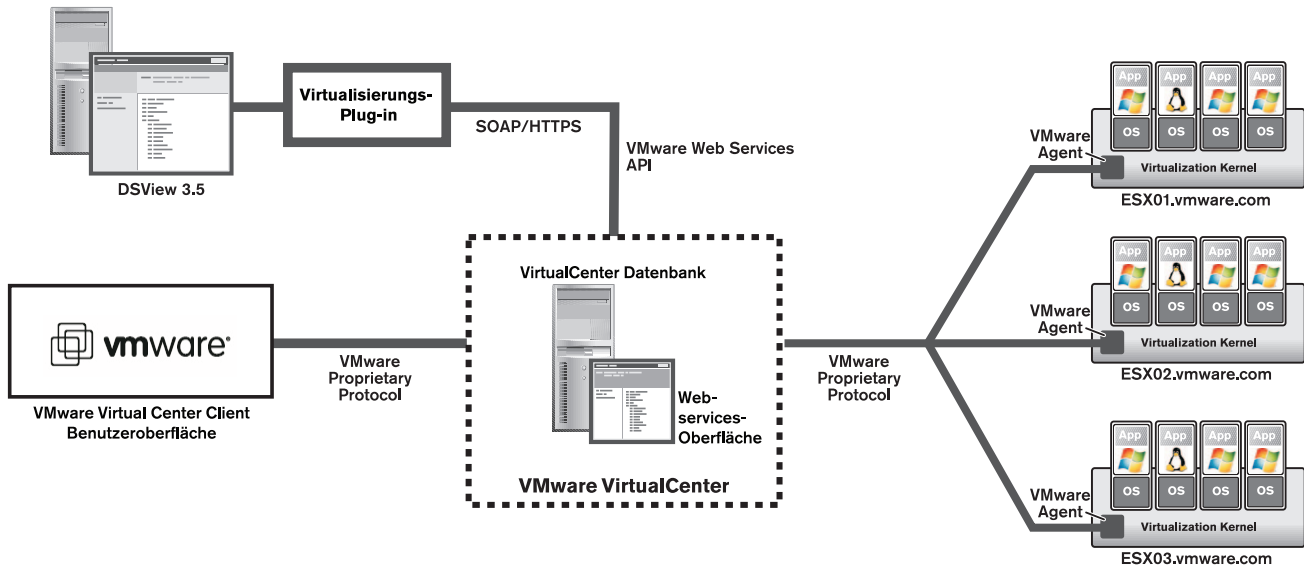 DSView 3.5
Virtualisierungs-
Plug-in
SOAP/HTTPS
VMware Web Services
API
vmware
VMware Virtual Center Client
Benutzeroberfläche
VMware
Proprietary
Protocol
VirtualCenter Datenbank
Web-
services-
Oberfläche
VMware VirtualCenter
VMware
Proprietary
Protocol
App App App App
OS OS OS OS
VMware
Agent
Virtualization Kernel
ESX01.vmware.com
App App App App
OS OS OS OS
VMware
Agent
Virtualization Kernel
ESX02.vmware.com
App App App App
OS OS OS OS
VMware
Agent
Virtualization Kernel
ESX03.vmware.com